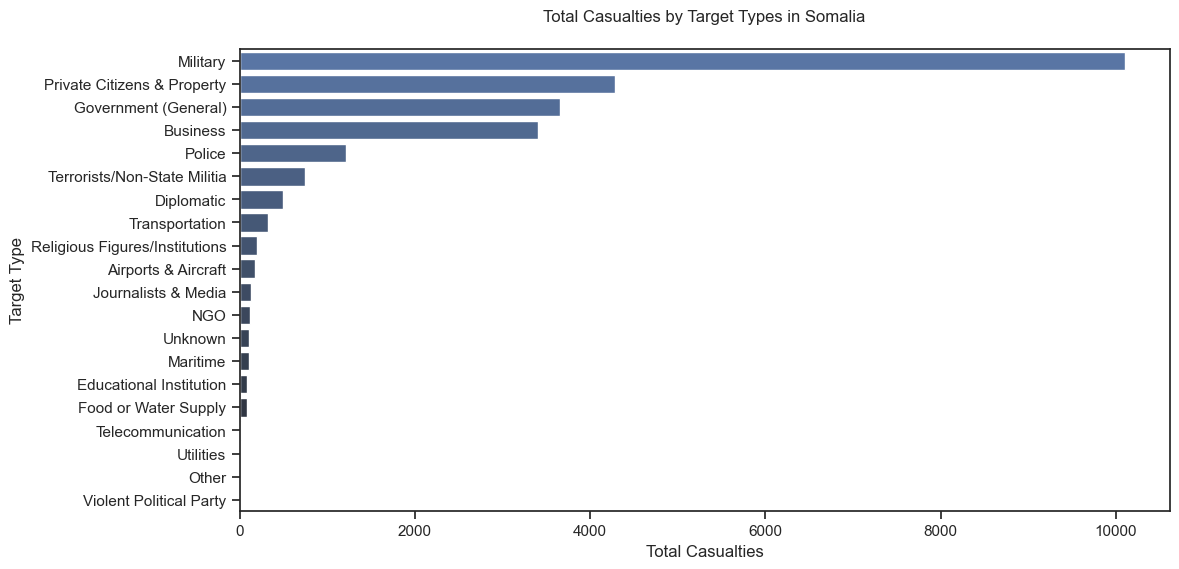 Total Casualties by Target Types in Somalia
Military
Private Citizens & Property
Government (General)
Business
Police
Terrorists/Non-State Militia
Diplomatic
Transportation
Religious Figures/Institutions
Airports & Aircraft
Journalists & Media
NGO
Unknown
Maritime
Educational Institution
Food or Water Supply
Telecommunication
Utilities
Other
Violent Political Party
Target Type
0 2000 4000 6000 8000 10000
Total Casualties